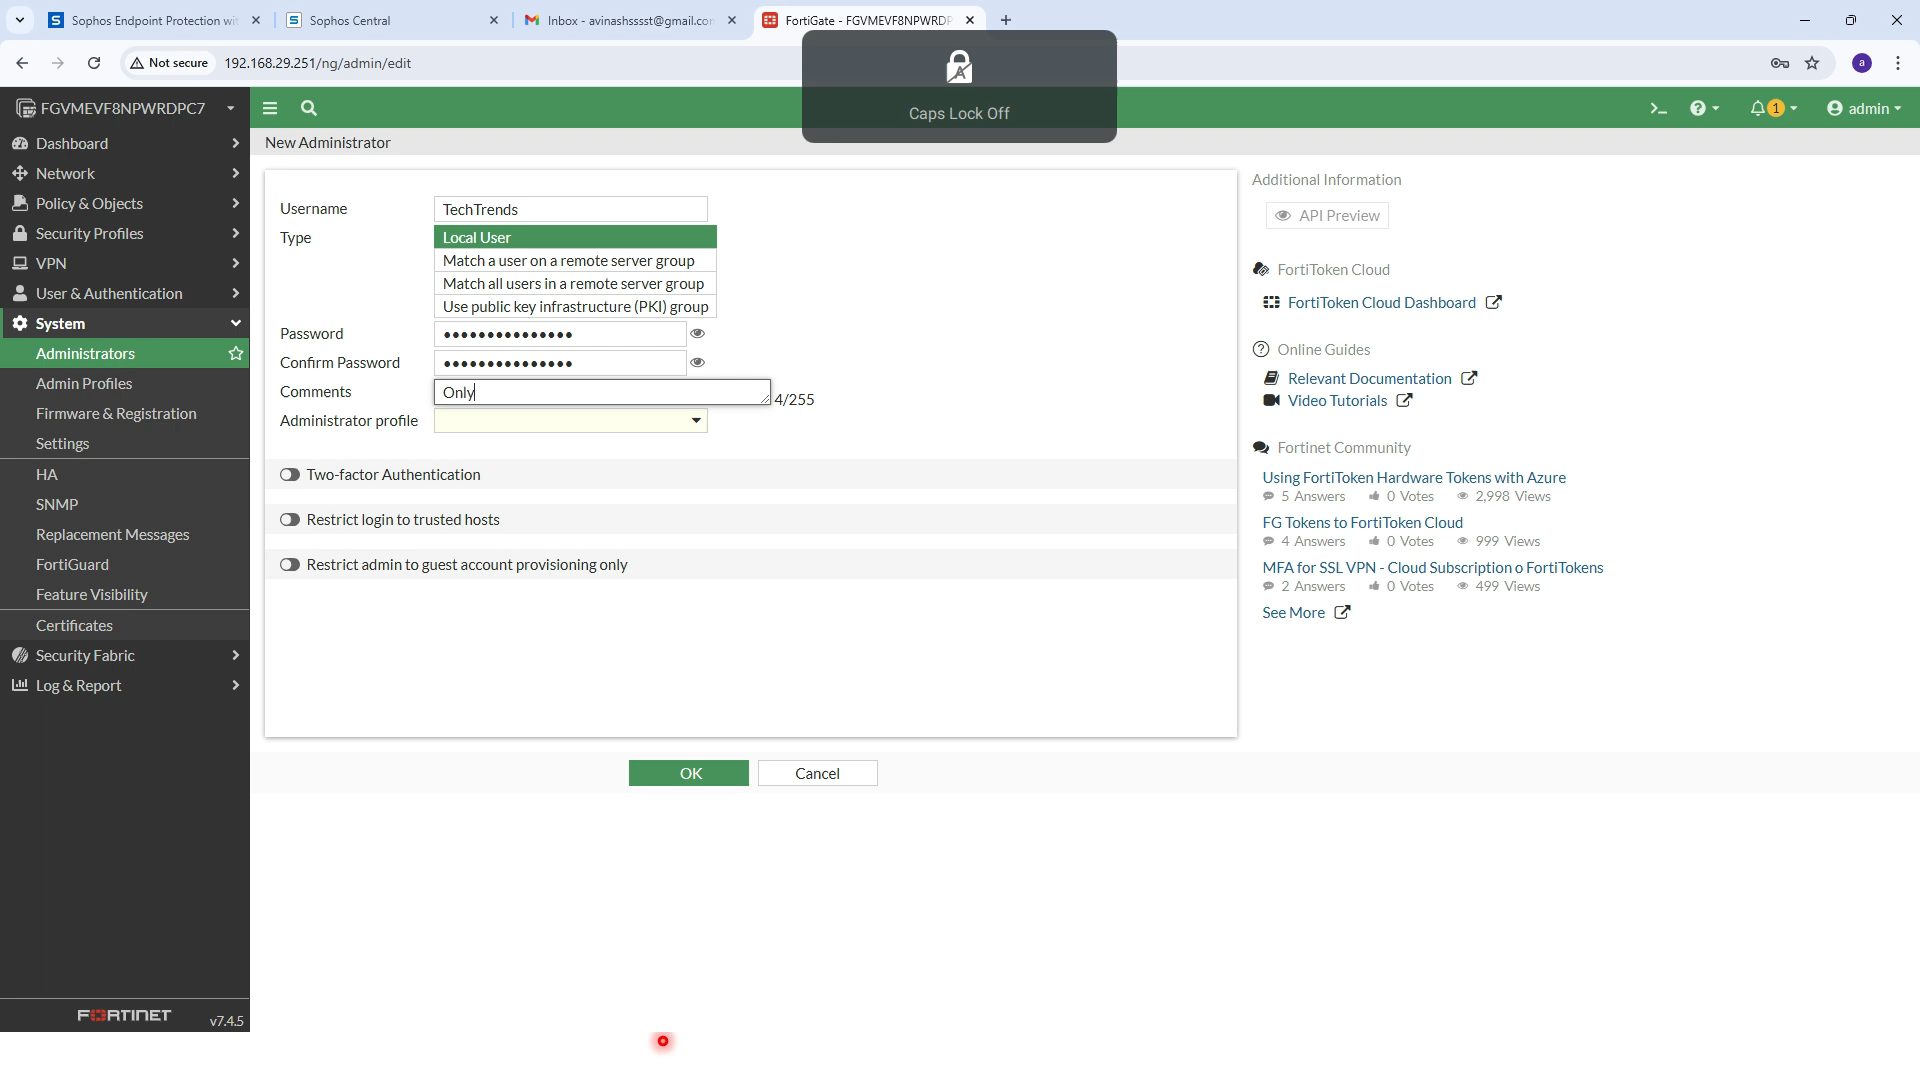 Sophos Endpoint Protection wit
Sophos Central
Inbox - avinashsssst@gmail.com
FortiGate - FGVMEVF8NPWRDP
Not secure
192.168.29.251/ng/admin/edit
a
Caps Lock Off
FGVMEVF8NPWRDPC7
1
admin
Dashboard
Network
Policy & Objects
Security Profiles
VPN
User & Authentication
System
Administrators
Admin Profiles
Firmware & Registration
Settings
HA
SNMP
Replacement Messages
FortiGuard
Feature Visibility
Certificates
Security Fabric
Log & Report
FORTINET
v7.4.5
New Administrator
Username
TechTrends
Type
Local User
Match a user on a remote server group
Match all users in a remote server group
Use public key infrastructure (PKI) group
Password
•••••••••••••••
Confirm Password
•••••••••••••••
Comments
Only
4/255
Administrator profile
Two-factor Authentication
Restrict login to trusted hosts
Restrict admin to guest account provisioning only
OK
Cancel
Additional Information
API Preview
FortiToken Cloud
FortiToken Cloud Dashboard
Online Guides
Relevant Documentation
Video Tutorials
Fortinet Community
Using FortiToken Hardware Tokens with Azure
5 Answers 0 Votes 2,998 Views
FG Tokens to FortiToken Cloud
4 Answers 0 Votes 999 Views
MFA for SSL VPN - Cloud Subscription o FortiTokens
2 Answers 0 Votes 499 Views
See More